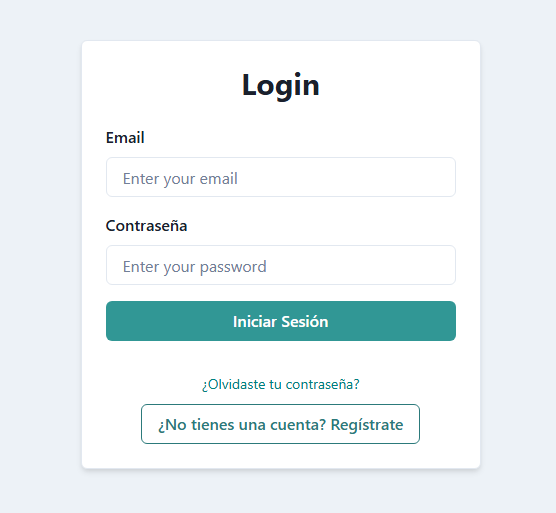 Login
Email
Enter your email
Contraseña
Enter your password
Iniciar Sesión
¿Olvidaste tu contraseña?
¿No tienes una cuenta? Regístrate